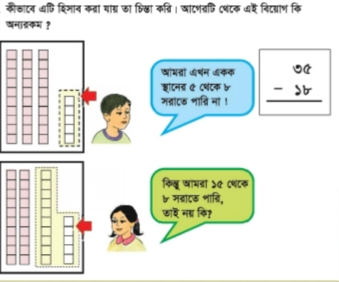 কীভাবে এটি হিসাব করা যায় তা চিন্তা করি। আগেরটি থেকে এই বিয়োগ কি
অন্যরকম ?
আমরা এখন একক
স্থানের ৫ থেকে ৮
সরাতে পারি না !
৩৫
- ১৮
কিন্তু আমরা ১৫ থেকে
৮ সরাতে পারি,
তাই নয় কি?